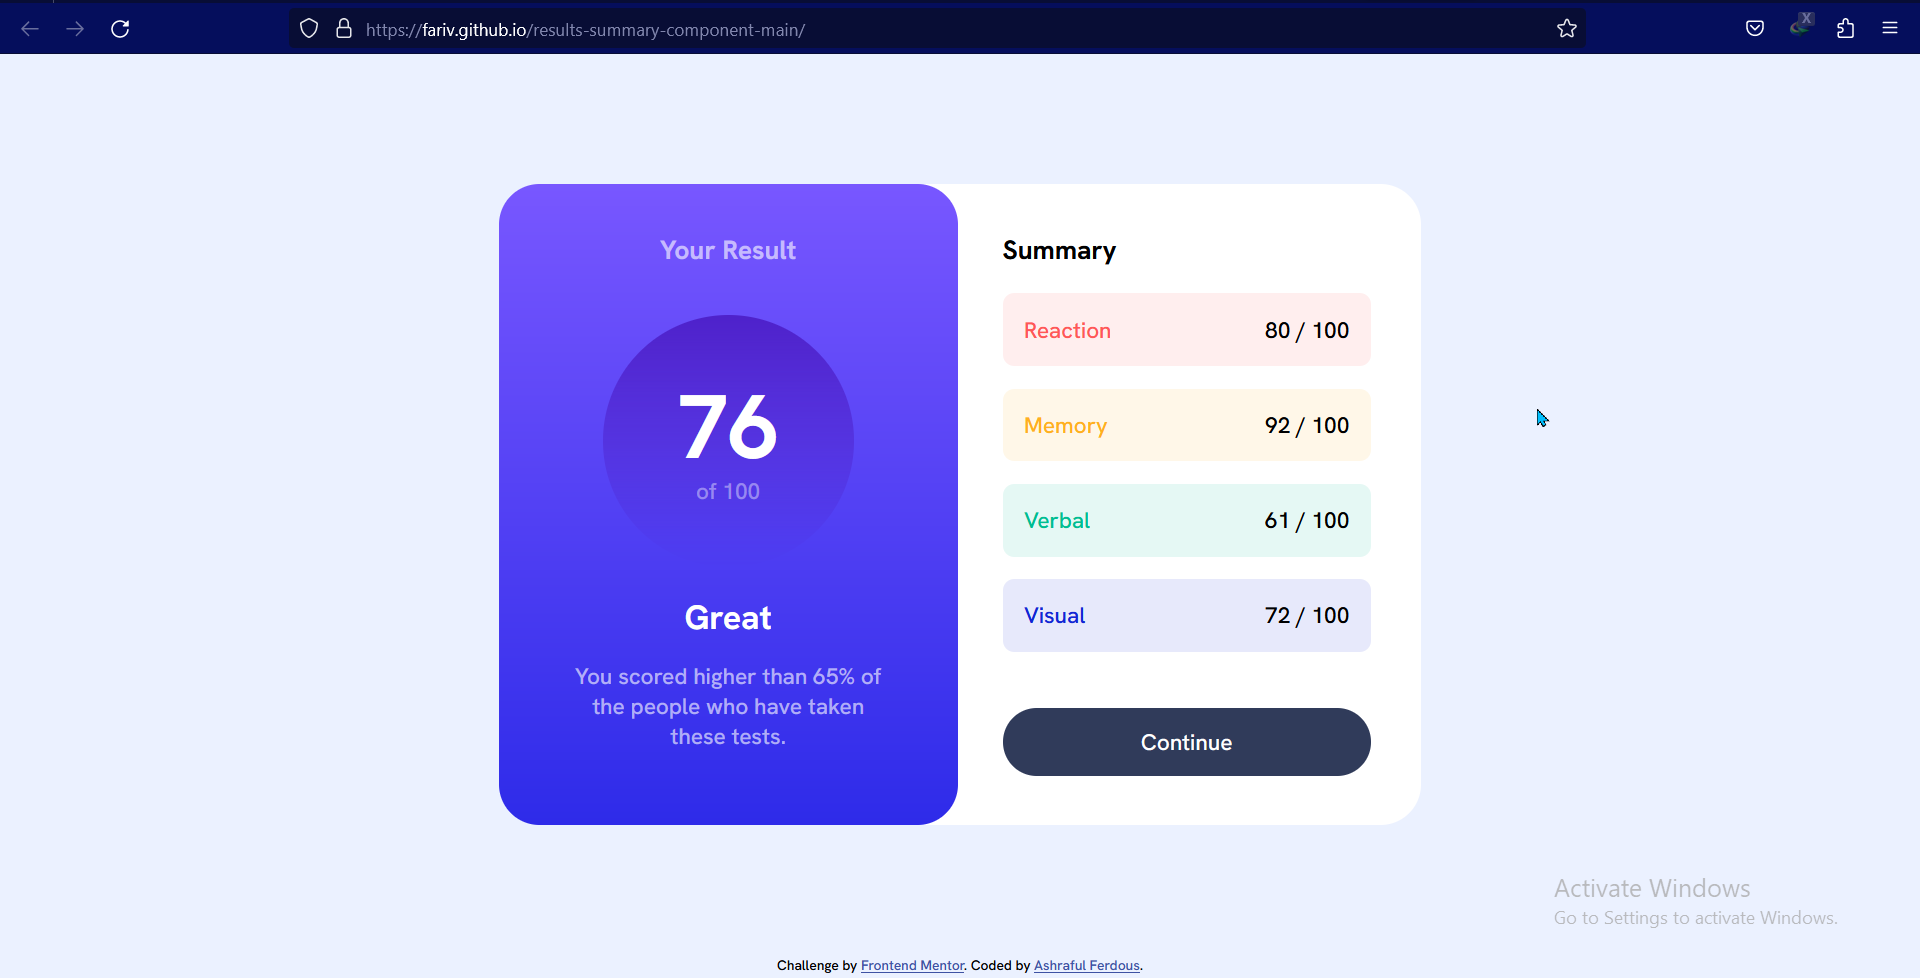 https://fariv.github.io/results-summary-component-main/
X
Your Result
76
of 100
Great
You scored higher than 65% of
the people who have taken
these tests.
Summary
Reaction 80 / 100
Memory 92 / 100
Verbal 61 / 100
Visual 72 / 100
Continue
Activate Windows
Go to Settings to activate Windows.
Challenge by Frontend Mentor. Coded by Ashraful Ferdous.